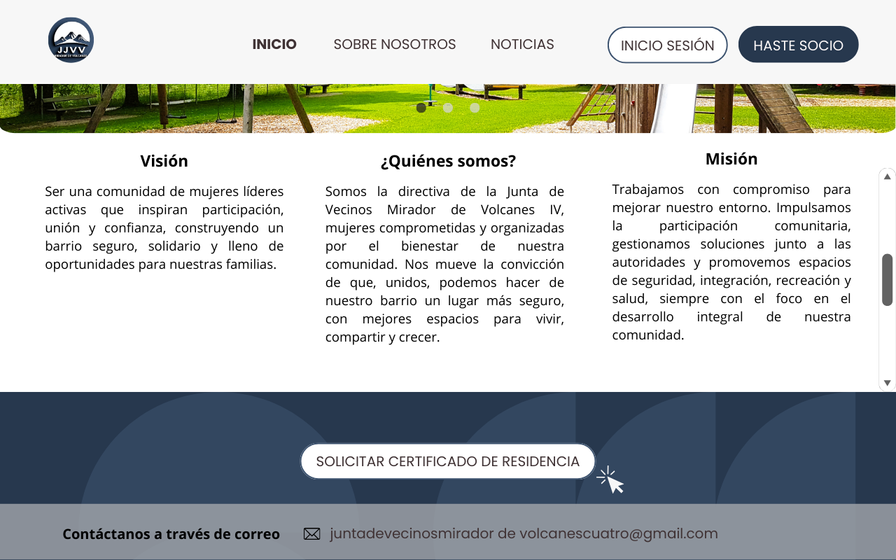 JJVV
INICIO
SOBRE NOSOTROS
NOTICIAS
INICIO SESIÓN
HASTE SOCIO
Visión
Ser una comunidad de mujeres líderes
activas que inspiran participación,
unión y confianza, construyendo un
barrio seguro, solidario y lleno de
oportunidades para nuestras familias.
¿Quiénes somos?
Somos la directiva de la Junta de
Vecinos Mirador de Volcanes IV,
mujeres comprometidas y organizadas
por el bienestar de nuestra
comunidad. Nos mueve la convicción
de que, unidos, podemos hacer de
nuestro barrio un lugar más seguro,
con mejores espacios para vivir,
compartir y crecer.
Misión
Trabajamos con compromiso para
mejorar nuestro entorno. Impulsamos
la participación comunitaria,
gestionamos soluciones junto a las
autoridades y promovemos espacios
de seguridad, integración, recreación y
salud, siempre con el foco en el
desarrollo integral de nuestra
comunidad.
SOLICITAR CERTIFICADO DE RESIDENCIA
Contáctanos a través de correo
juntadevecinosmirador de volcanescuatro@gmail.com